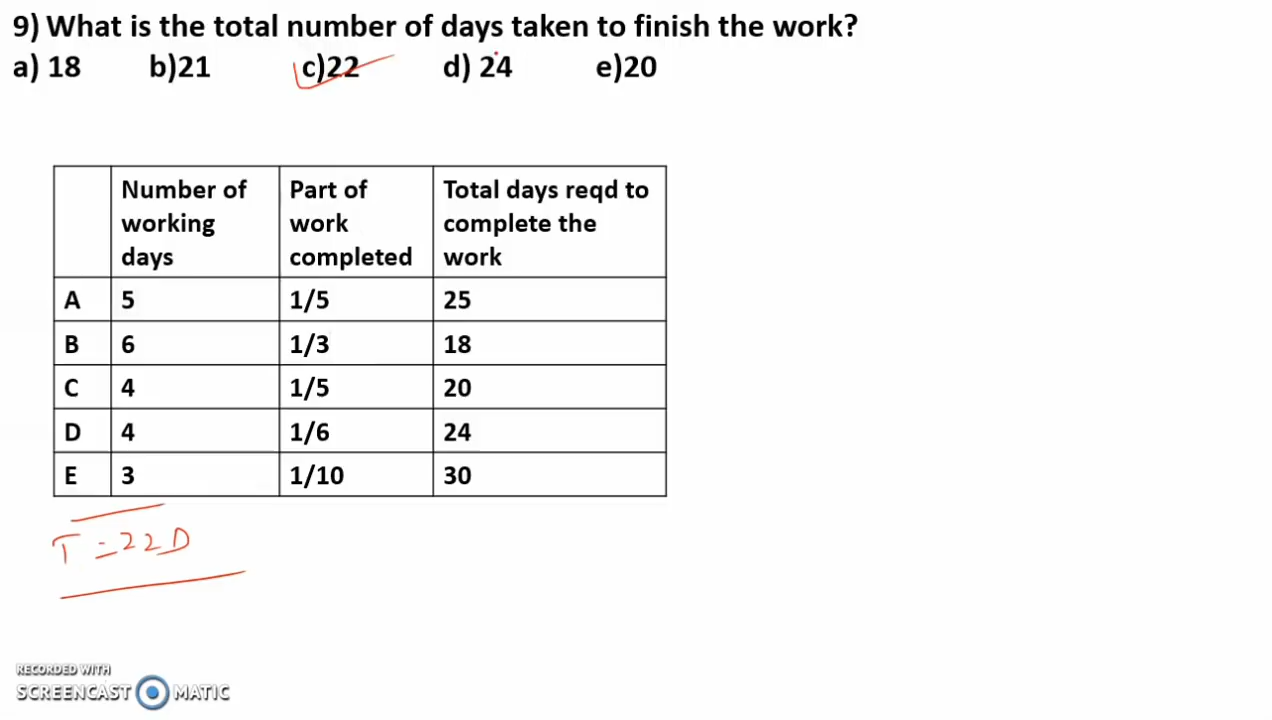 9) What is the total number of days taken to finish the work?
a) 18 b)21 c)22 d) 24 e)20
Number of working days Part of work completed Total days reqd to complete the work
A 5 1/5 25
B 6 1/3 18
C 4 1/5 20
D 4 1/6 24
E 3 1/10 30
T = 22 D
RECORDED WITH
SCREENCAST MATIC